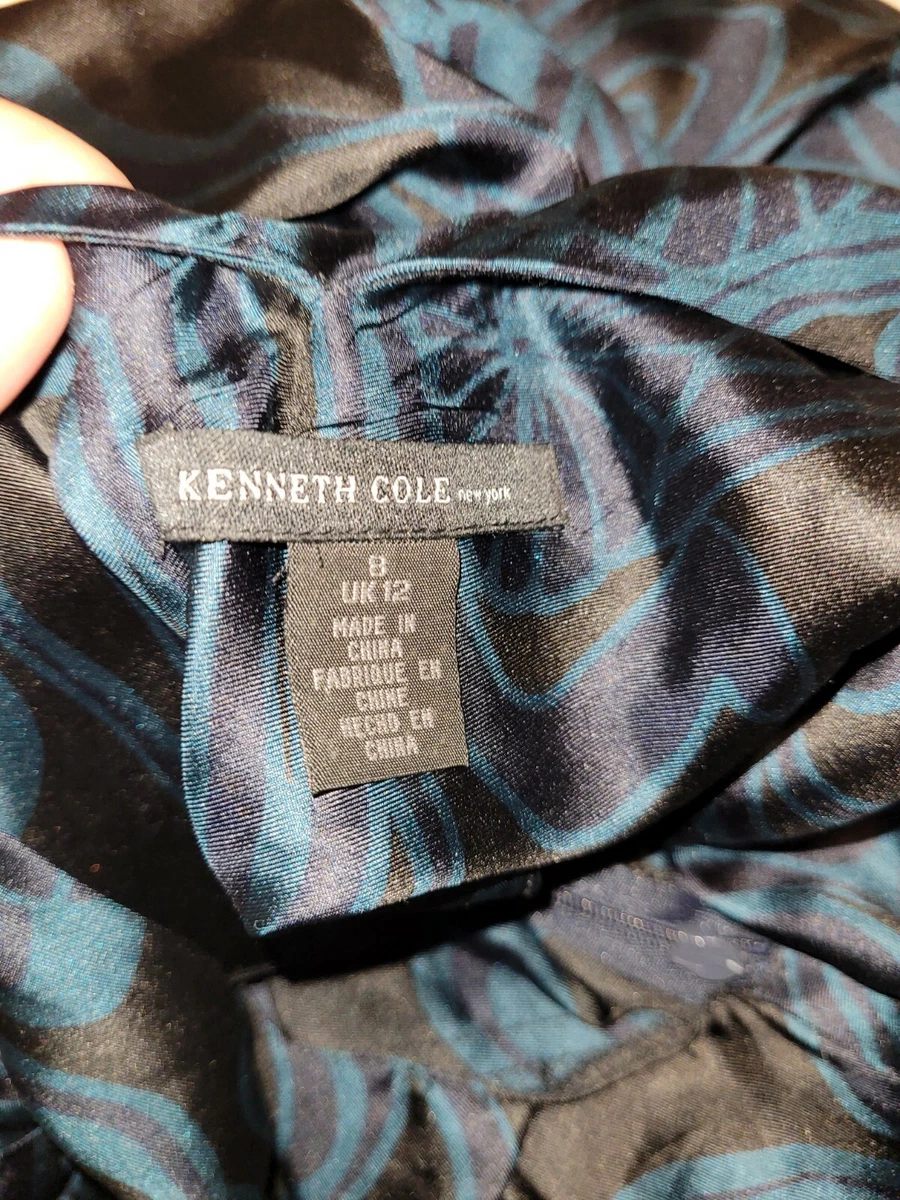 KENNETH COLE new york
8
UK 12
MADE IN
CHINA
FABRIQUE EN
CHINE
HECHO EN
CHINA